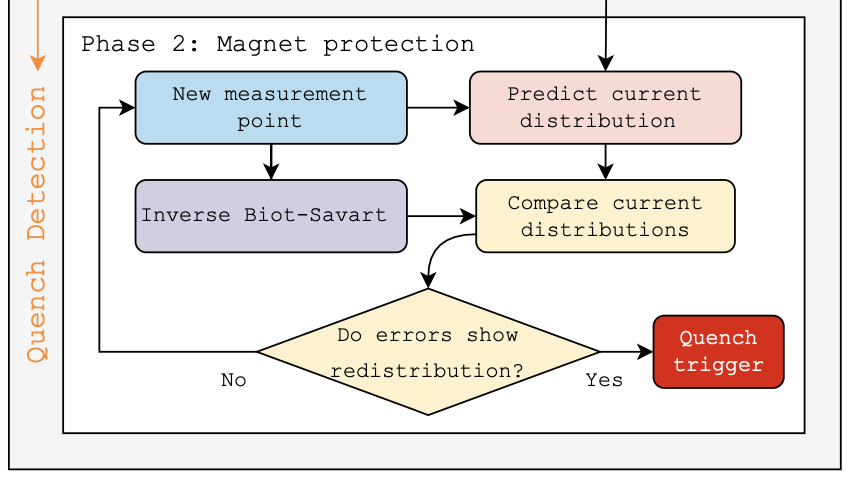 Quench Detection
Phase 2: Magnet protection
New measurement
point
Predict current
distribution
Inverse Biot-Savart
Compare current
distributions
Do errors show
redistribution?
No
Yes
Quench
trigger